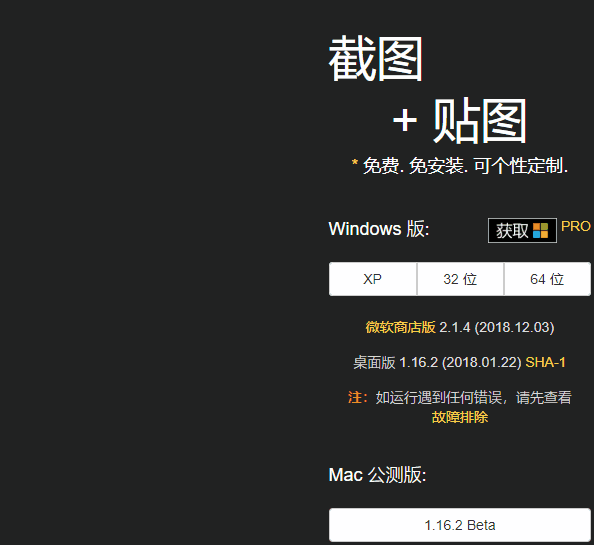 截图
+ 贴图
* 免费. 免安装. 可个性定制.
Windows 版: 获取 PRO
XP 32 位 64 位
微软商店版 2.1.4 (2018.12.03)
桌面版 1.16.2 (2018.01.22) SHA-1
注：如运行遇到任何错误，请先查看
故障排除
Mac 公测版:
1.16.2 Beta